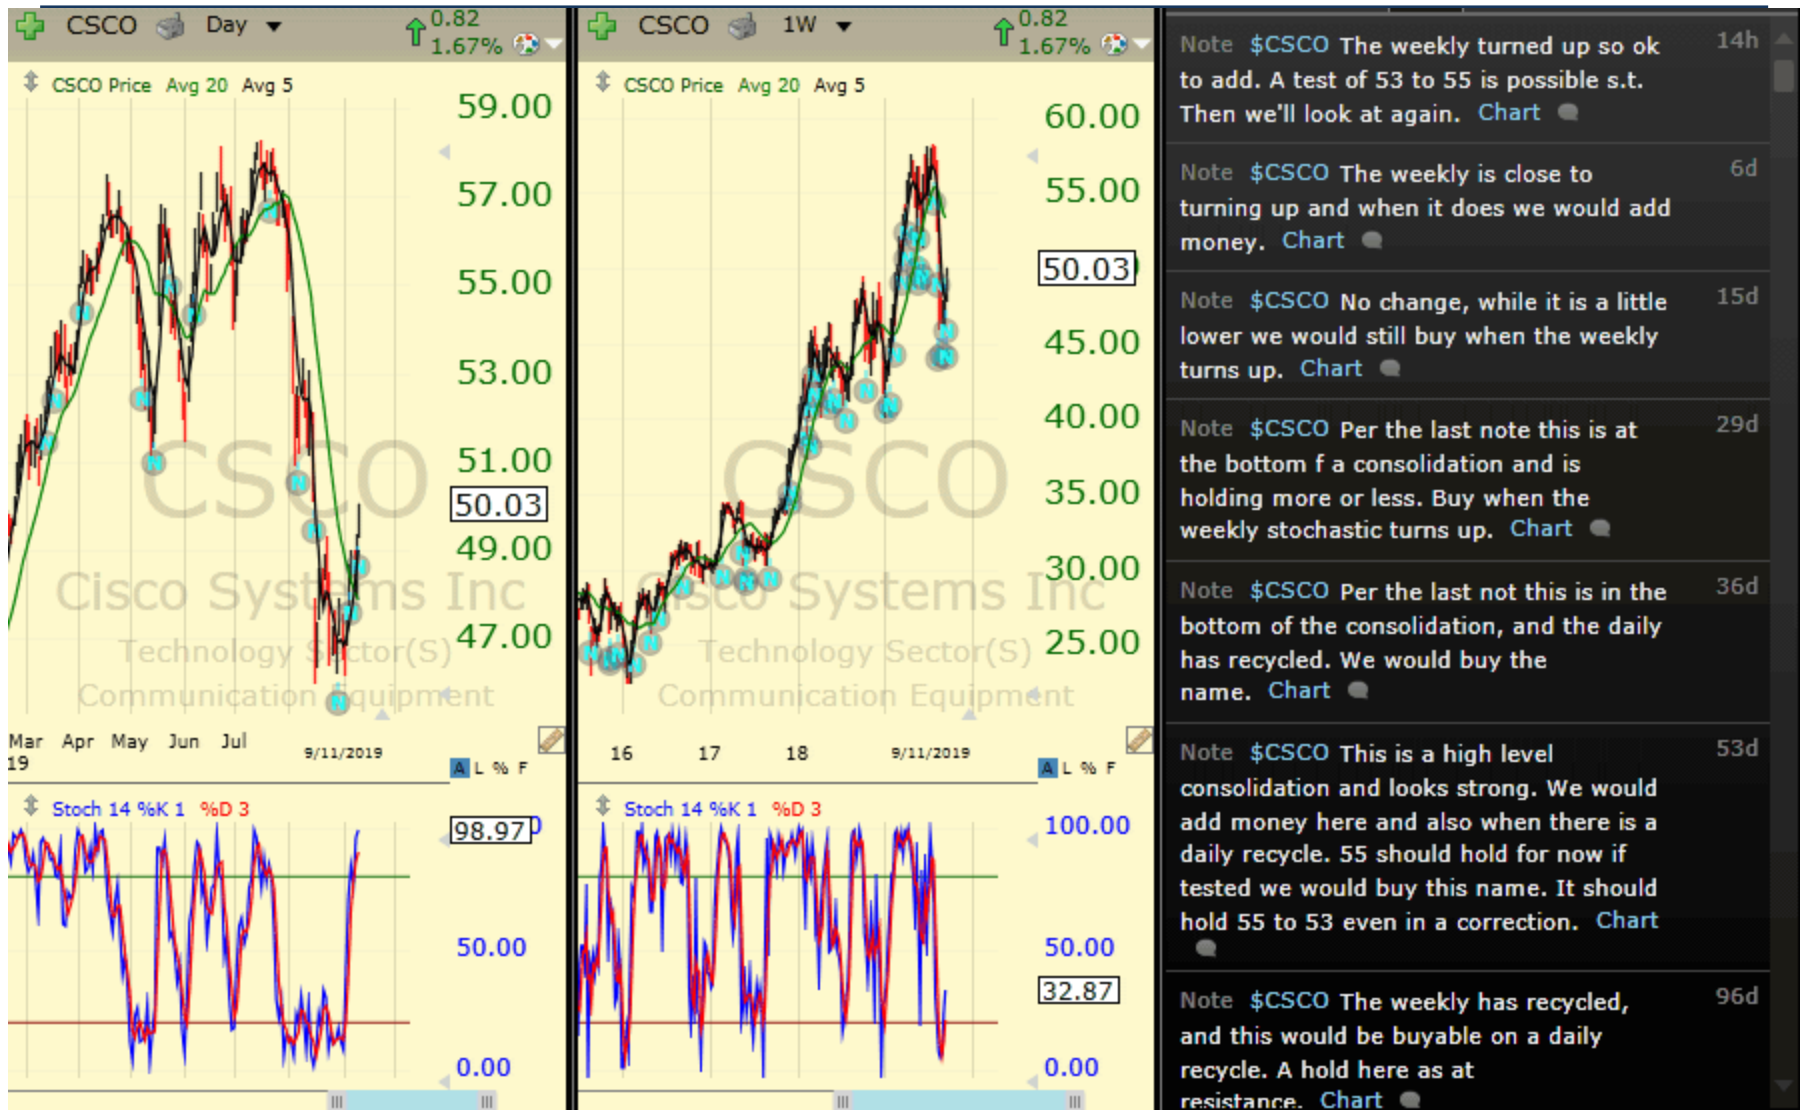 CSCO Day 0.82
1.67%
CSCO Price Avg 20 Avg 5
59.00
57.00
55.00
53.00
51.00
50.03
49.00
47.00
CSCO
Cisco Systems Inc
Technology Sector(S)
Communication Equipment
Mar Apr May Jun Jul 9/11/2019
19
A L % F
Stoch 14 %K 1 %D 3
98.97
50.00
0.00
CSCO 1W 0.82
1.67%
CSCO Price Avg 20 Avg 5
60.00
55.00
50.03
45.00
40.00
35.00
30.00
25.00
CSCO
Cisco Systems Inc
Technology Sector(S)
Communication Equipment
16 17 18 9/11/2019
A L % F
Stoch 14 %K 1 %D 3
100.00
50.00
32.87
0.00
Note $CSCO The weekly turned up so ok 14h
to add. A test of 53 to 55 is possible s.t.
Then we'll look at again. Chart
Note $CSCO The weekly is close to 6d
turning up and when it does we would add
money. Chart
Note $CSCO No change, while it is a little 15d
lower we would still buy when the weekly
turns up. Chart
Note $CSCO Per the last note this is at 29d
the bottom f a consolidation and is
holding more or less. Buy when the
weekly stochastic turns up. Chart
Note $CSCO Per the last not this is in the 36d
bottom of the consolidation, and the daily
has recycled. We would buy the
name. Chart
Note $CSCO This is a high level 53d
consolidation and looks strong. We would
add money here and also when there is a
daily recycle. 55 should hold for now if
tested we would buy this name. It should
hold 55 to 53 even in a correction. Chart
Note $CSCO The weekly has recycled, 96d
and this would be buyable on a daily
recycle. A hold here as at
resistance. Chart